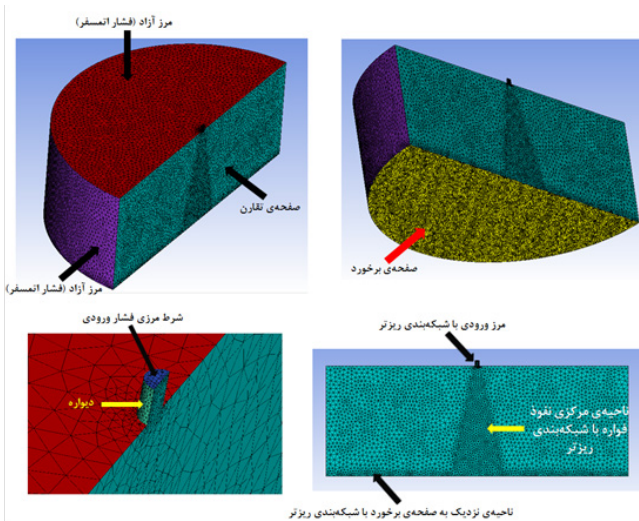 مرز آزاد (فشار اتمسفر)
صفحه‌ی تقارن
مرز آزاد (فشار اتمسفر)
صفحه‌ی برخورد
شرط مرزی فشار ورودی
دیواره
مرز ورودی با شبکه‌بندی ریزتر
ناحیه‌ی مرکزی نفوذ
فواره با شبکه‌بندی
ریزتر
ناحیه‌ی نزدیک به صفحه‌ی برخورد با شبکه‌بندی ریزتر